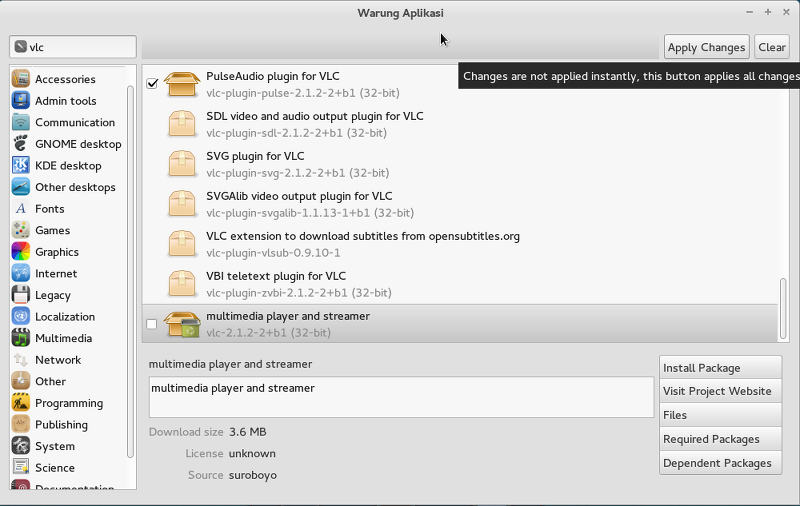 Warung Aplikasi
vlc
Apply Changes
Clear
Changes are not applied instantly, this button applies all changes
Accessories
Admin tools
Communication
GNOME desktop
KDE desktop
Other desktops
Fonts
Games
Graphics
Internet
Legacy
Localization
Multimedia
Network
Other
Programming
Publishing
System
Science
Documentation
PulseAudio plugin for VLC
vlc-plugin-pulse-2.1.2-2+b1 (32-bit)
SDL video and audio output plugin for VLC
vlc-plugin-sdl-2.1.2-2+b1 (32-bit)
SVG plugin for VLC
vlc-plugin-svg-2.1.2-2+b1 (32-bit)
SVGAlib video output plugin for VLC
vlc-plugin-svgalib-1.1.13-1+b1 (32-bit)
VLC extension to download subtitles from opensubtitles.org
vlc-plugin-vlsub-0.9.10-1
VBI teletext plugin for VLC
vlc-plugin-zvbi-2.1.2-2+b1 (32-bit)
multimedia player and streamer
vlc-2.1.2-2+b1 (32-bit)
multimedia player and streamer
multimedia player and streamer
Download size 3.6 MB
License unknown
Source suroboyo
Install Package
Visit Project Website
Files
Required Packages
Dependent Packages